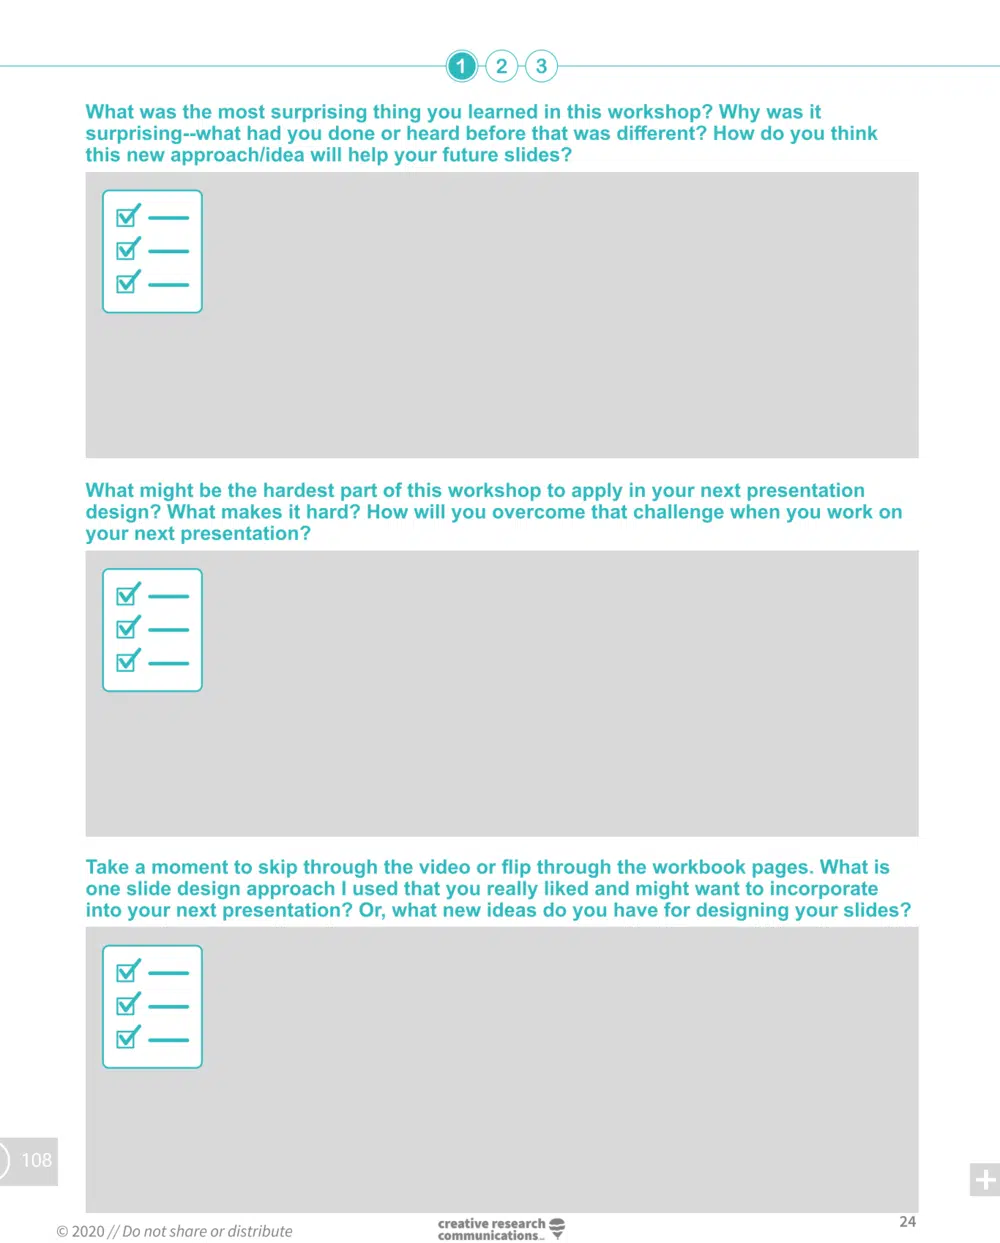 1 2 3
What was the most surprising thing you learned in this workshop? Why was it
surprising--what had you done or heard before that was different? How do you think
this new approach/idea will help your future slides?
What might be the hardest part of this workshop to apply in your next presentation
design? What makes it hard? How will you overcome that challenge when you work on
your next presentation?
Take a moment to skip through the video or flip through the workbook pages. What is
one slide design approach I used that you really liked and might want to incorporate
into your next presentation? Or, what new ideas do you have for designing your slides?
108
© 2020 // Do not share or distribute
creative research
communications
24